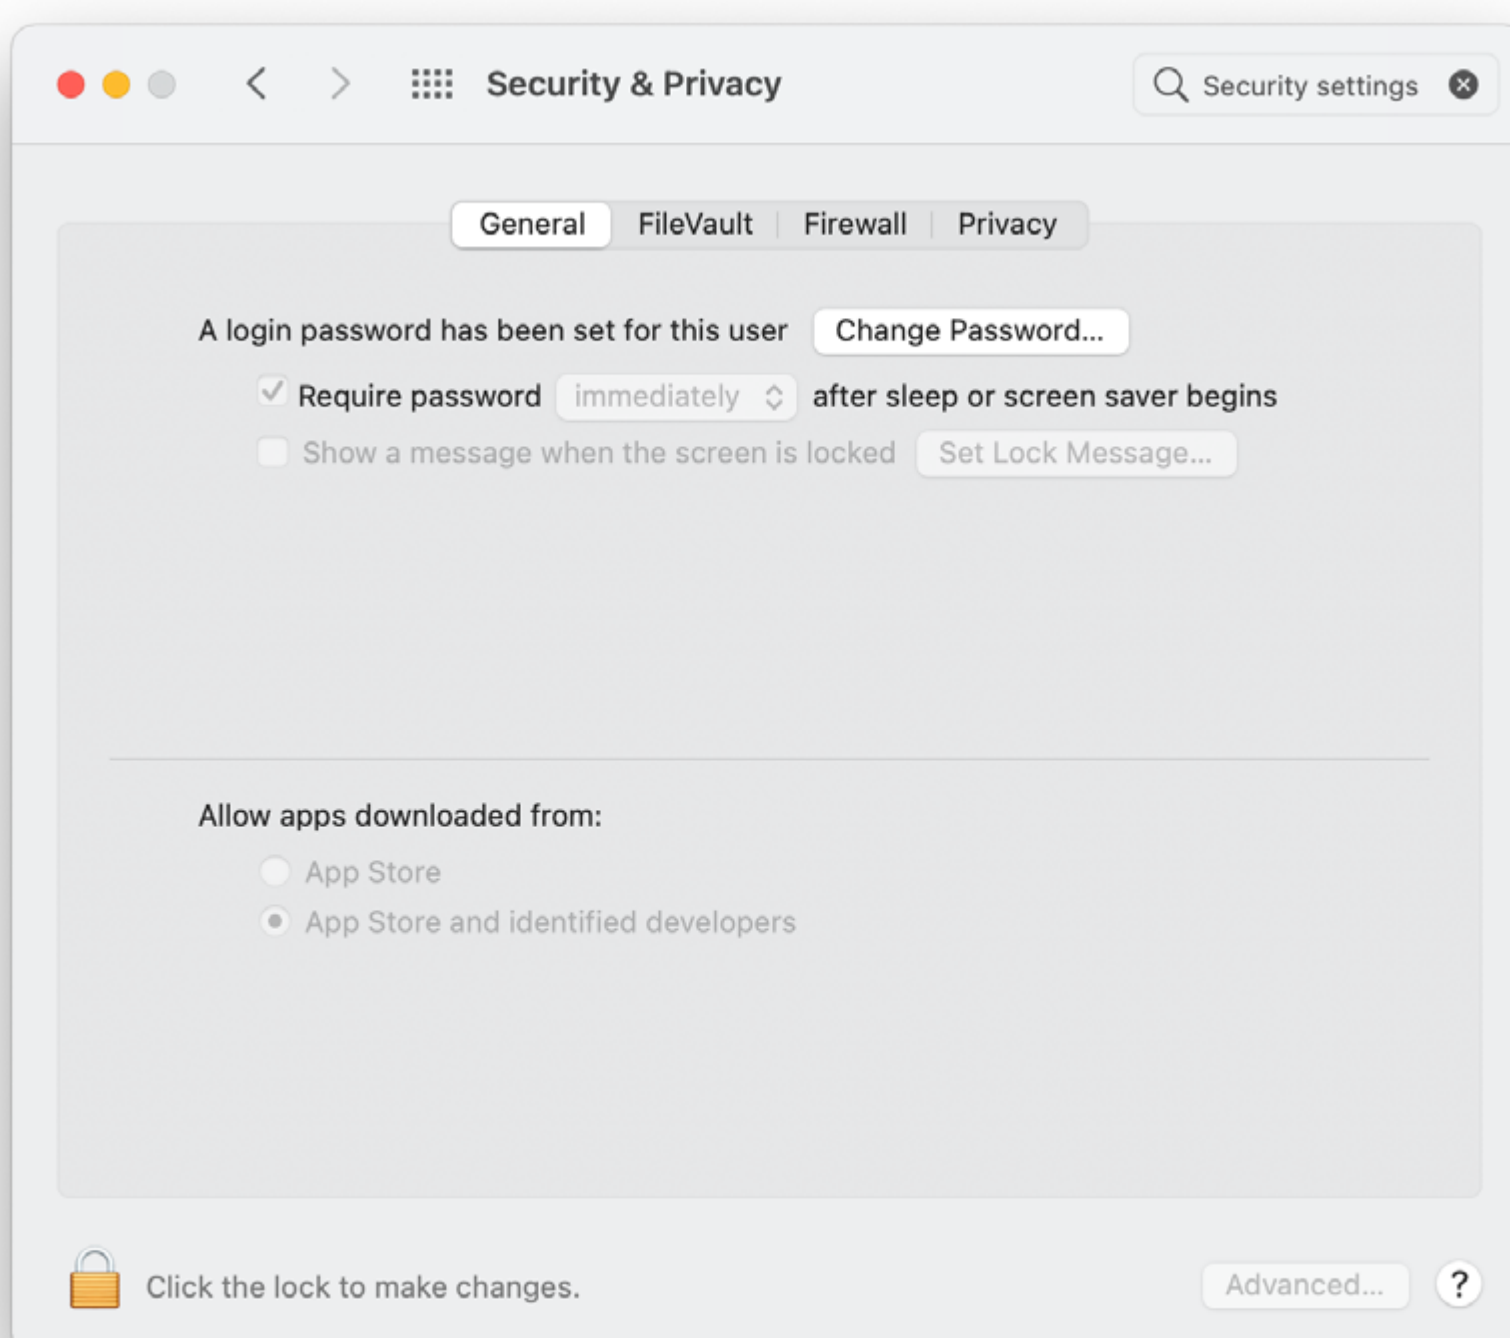 Security & Privacy
Security settings
General FileVault Firewall Privacy
A login password has been set for this user Change Password...
Require password immediately after sleep or screen saver begins
Show a message when the screen is locked Set Lock Message...
Allow apps downloaded from:
App Store
App Store and identified developers
Click the lock to make changes.
Advanced... ?